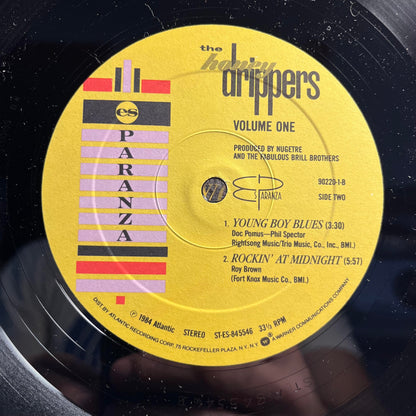 the
honey
drippers
VOLUME ONE
PRODUCED BY NUGETRE
AND THE FABULOUS BRILL BROTHERS
es
PARANZA
ES PARANZA
90220-1-B
SIDE TWO
1. YOUNG BOY BLUES (3:30)
Doc Pomus—Phil Spector
Rightsong Music/Trio Music, Co., Inc., BMI.)
2. ROCKIN' AT MIDNIGHT (5:57)
Roy Brown
(Fort Knox Music Co., BMI.)
℗ 1984 Atlantic STEREO ST-ES-845546 33⅓ RPM
DIST. BY ATLANTIC RECORDING CORP., 75 ROCKEFELLER PLAZA, N.Y., N.Y. A WARNER COMMUNICATIONS COMPANY